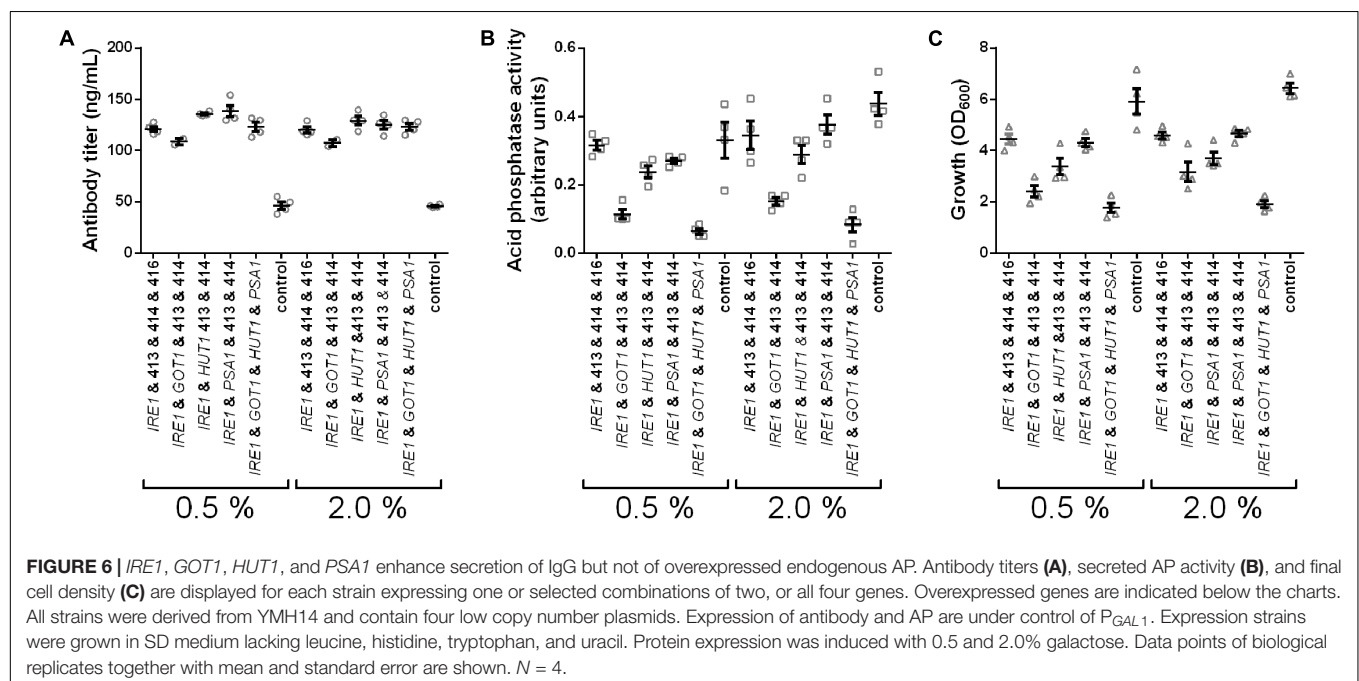 A
B
C
Antibody titer (ng/mL)
200
150
100
50
0
IRE1 & 413 & 414 & 416
IRE1 & GOT1 & 413 & 414
IRE1 & HUT1 413 & 414
IRE1 & PSA1 & 413 & 414
IRE1 & GOT1 & HUT1 & PSA1
control
IRE1 & 413 & 414 & 416
IRE1 & GOT1 & 413 & 414
IRE1 & HUT1 & 413 & 414
IRE1 & PSA1 & 413 & 414
IRE1 & GOT1 & HUT1 & PSA1
control
0.5 %
2.0 %
Acid phosphatase activity
(arbitrary units)
0.6
0.4
0.2
0.0
IRE1 & 413 & 414 & 416
IRE1 & GOT1 & 413 & 414
IRE1 & HUT1 & 413 & 414
IRE1 & PSA1 & 413 & 414
IRE1 & GOT1 & HUT1 & PSA1
control
IRE1 & 413 & 414 & 416
IRE1 & GOT1 & 413 & 414
IRE1 & HUT1 & 413 & 414
IRE1 & PSA1 & 413 & 414
IRE1 & GOT1 & HUT1 & PSA1
control
0.5 %
2.0 %
Growth (OD600)
8
6
4
2
0
IRE1 & 413 & 414 & 416
IRE1 & GOT1 & 413 & 414
IRE1 & HUT1 & 413 & 414
IRE1 & PSA1 & 413 & 414
IRE1 & GOT1 & HUT1 & PSA1
control
IRE1 & 413 & 414 & 416
IRE1 & GOT1 & 413 & 414
IRE1 & PSA1 & 413 & 414
IRE1 & PSA1 & 413 & 414
IRE1 & GOT1 & HUT1 & PSA1
control
0.5 %
2.0 %
FIGURE 6 | IRE1, GOT1, HUT1, and PSA1 enhance secretion of IgG but not of overexpressed endogenous AP. Antibody titers (A), secreted AP activity (B), and final
cell density (C) are displayed for each strain expressing one or selected combinations of two, or all four genes. Overexpressed genes are indicated below the charts.
All strains were derived from YMH14 and contain four low copy number plasmids. Expression of antibody and AP are under control of PGAL1. Expression strains
were grown in SD medium lacking leucine, histidine, tryptophan, and uracil. Protein expression was induced with 0.5 and 2.0% galactose. Data points of biological
replicates together with mean and standard error are shown. N = 4.